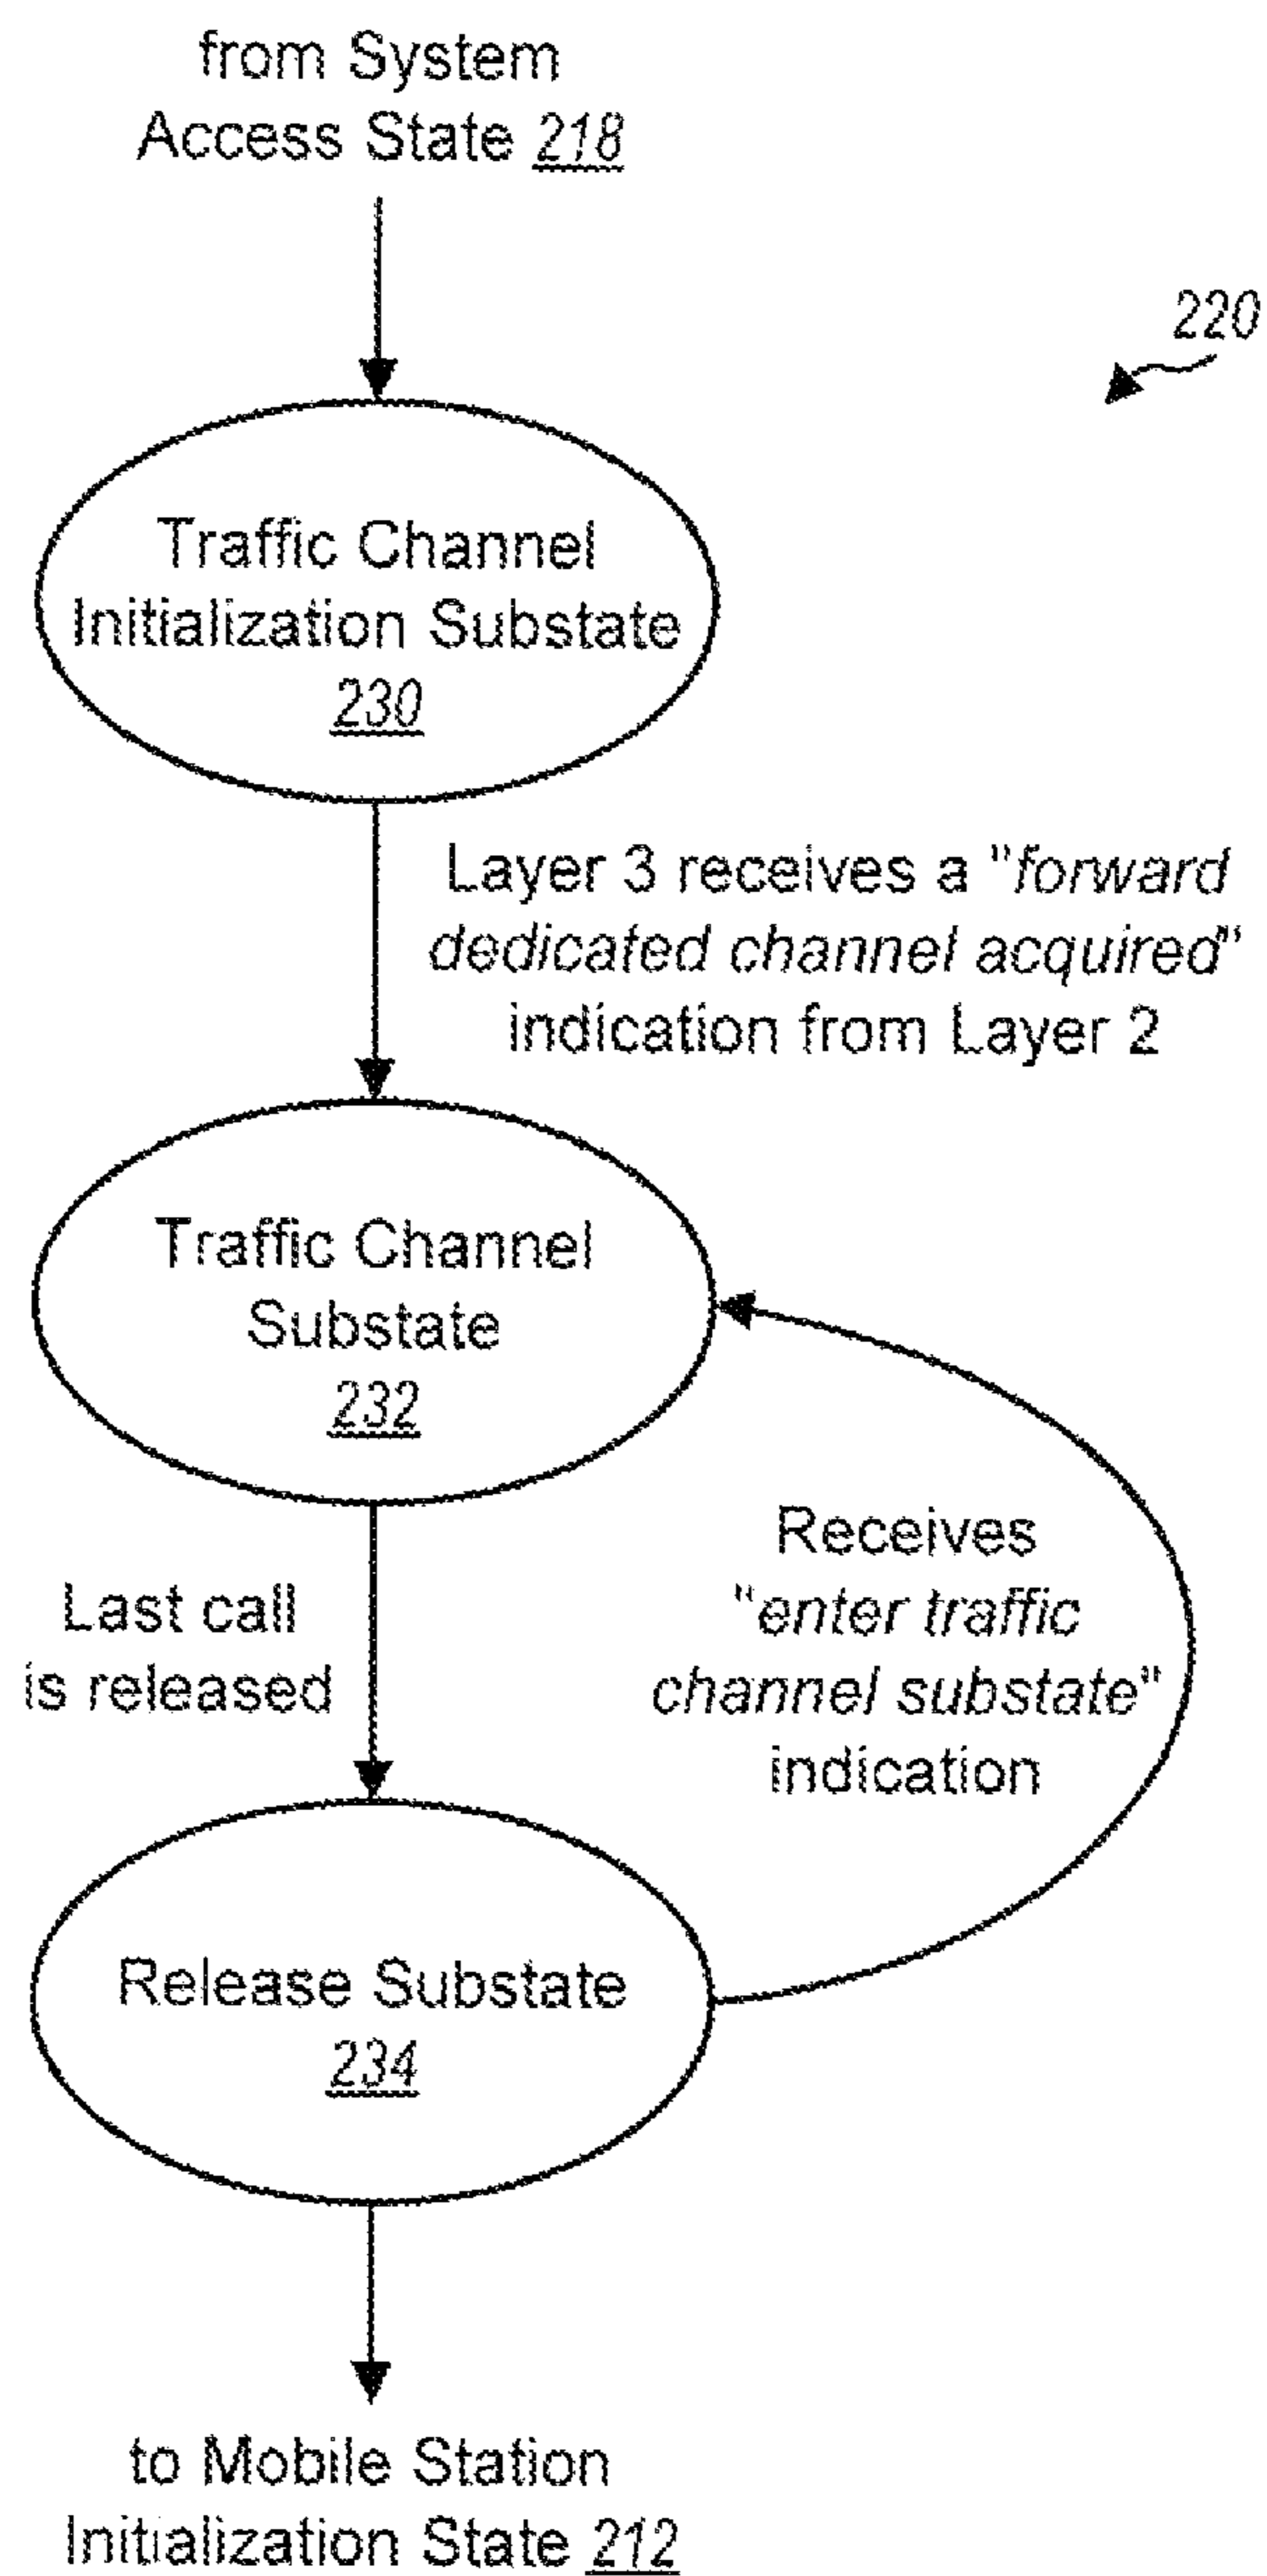 from System
Access State 218
220
Traffic Channel
Initialization Substate
230
Layer 3 receives a "forward
dedicated channel acquired"
indication from Layer 2
Traffic Channel
Substate
232
Last call
is released
Receives
"enter traffic
channel substate"
indication
Release Substate
234
to Mobile Station
Initialization State 212